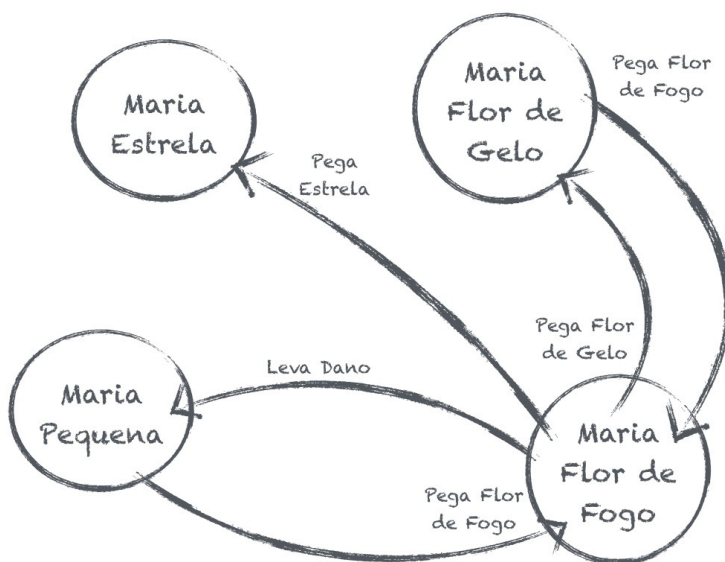 Maria
Estrela
Maria
Flor de
Gelo
Pega Flor
de Fogo
Pega
Estrela
Pega Flor
de Gelo
Leva Dano
Maria
Pequena
Maria
Flor de
Fogo
Pega Flor
de Fogo